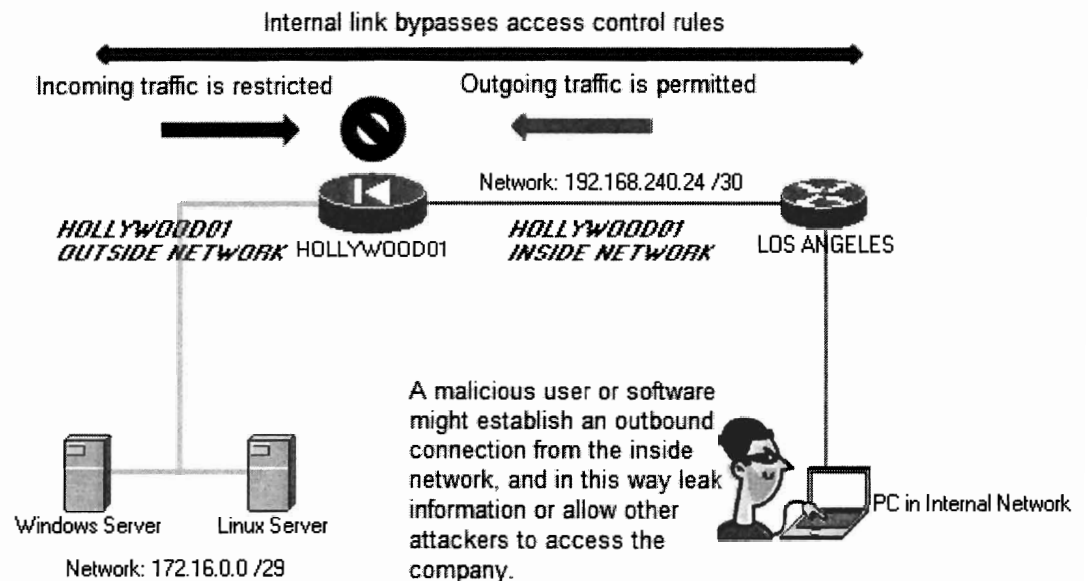 Internal link bypasses access control rules
Incoming traffic is restricted
Outgoing traffic is permitted
Network: 192.168.240.24 /30
HOLLYWOOD01
OUTSIDE NETWORK
HOLLYWOOD01
HOLLYWOOD01
INSIDE NETWORK
LOS ANGELES
A malicious user or software
might establish an outbound
connection from the inside
network, and in this way leak
information or allow other
attackers to access the
company.
PC in Internal Network
Windows Server
Linux Server
Network: 172.16.0.0 /29